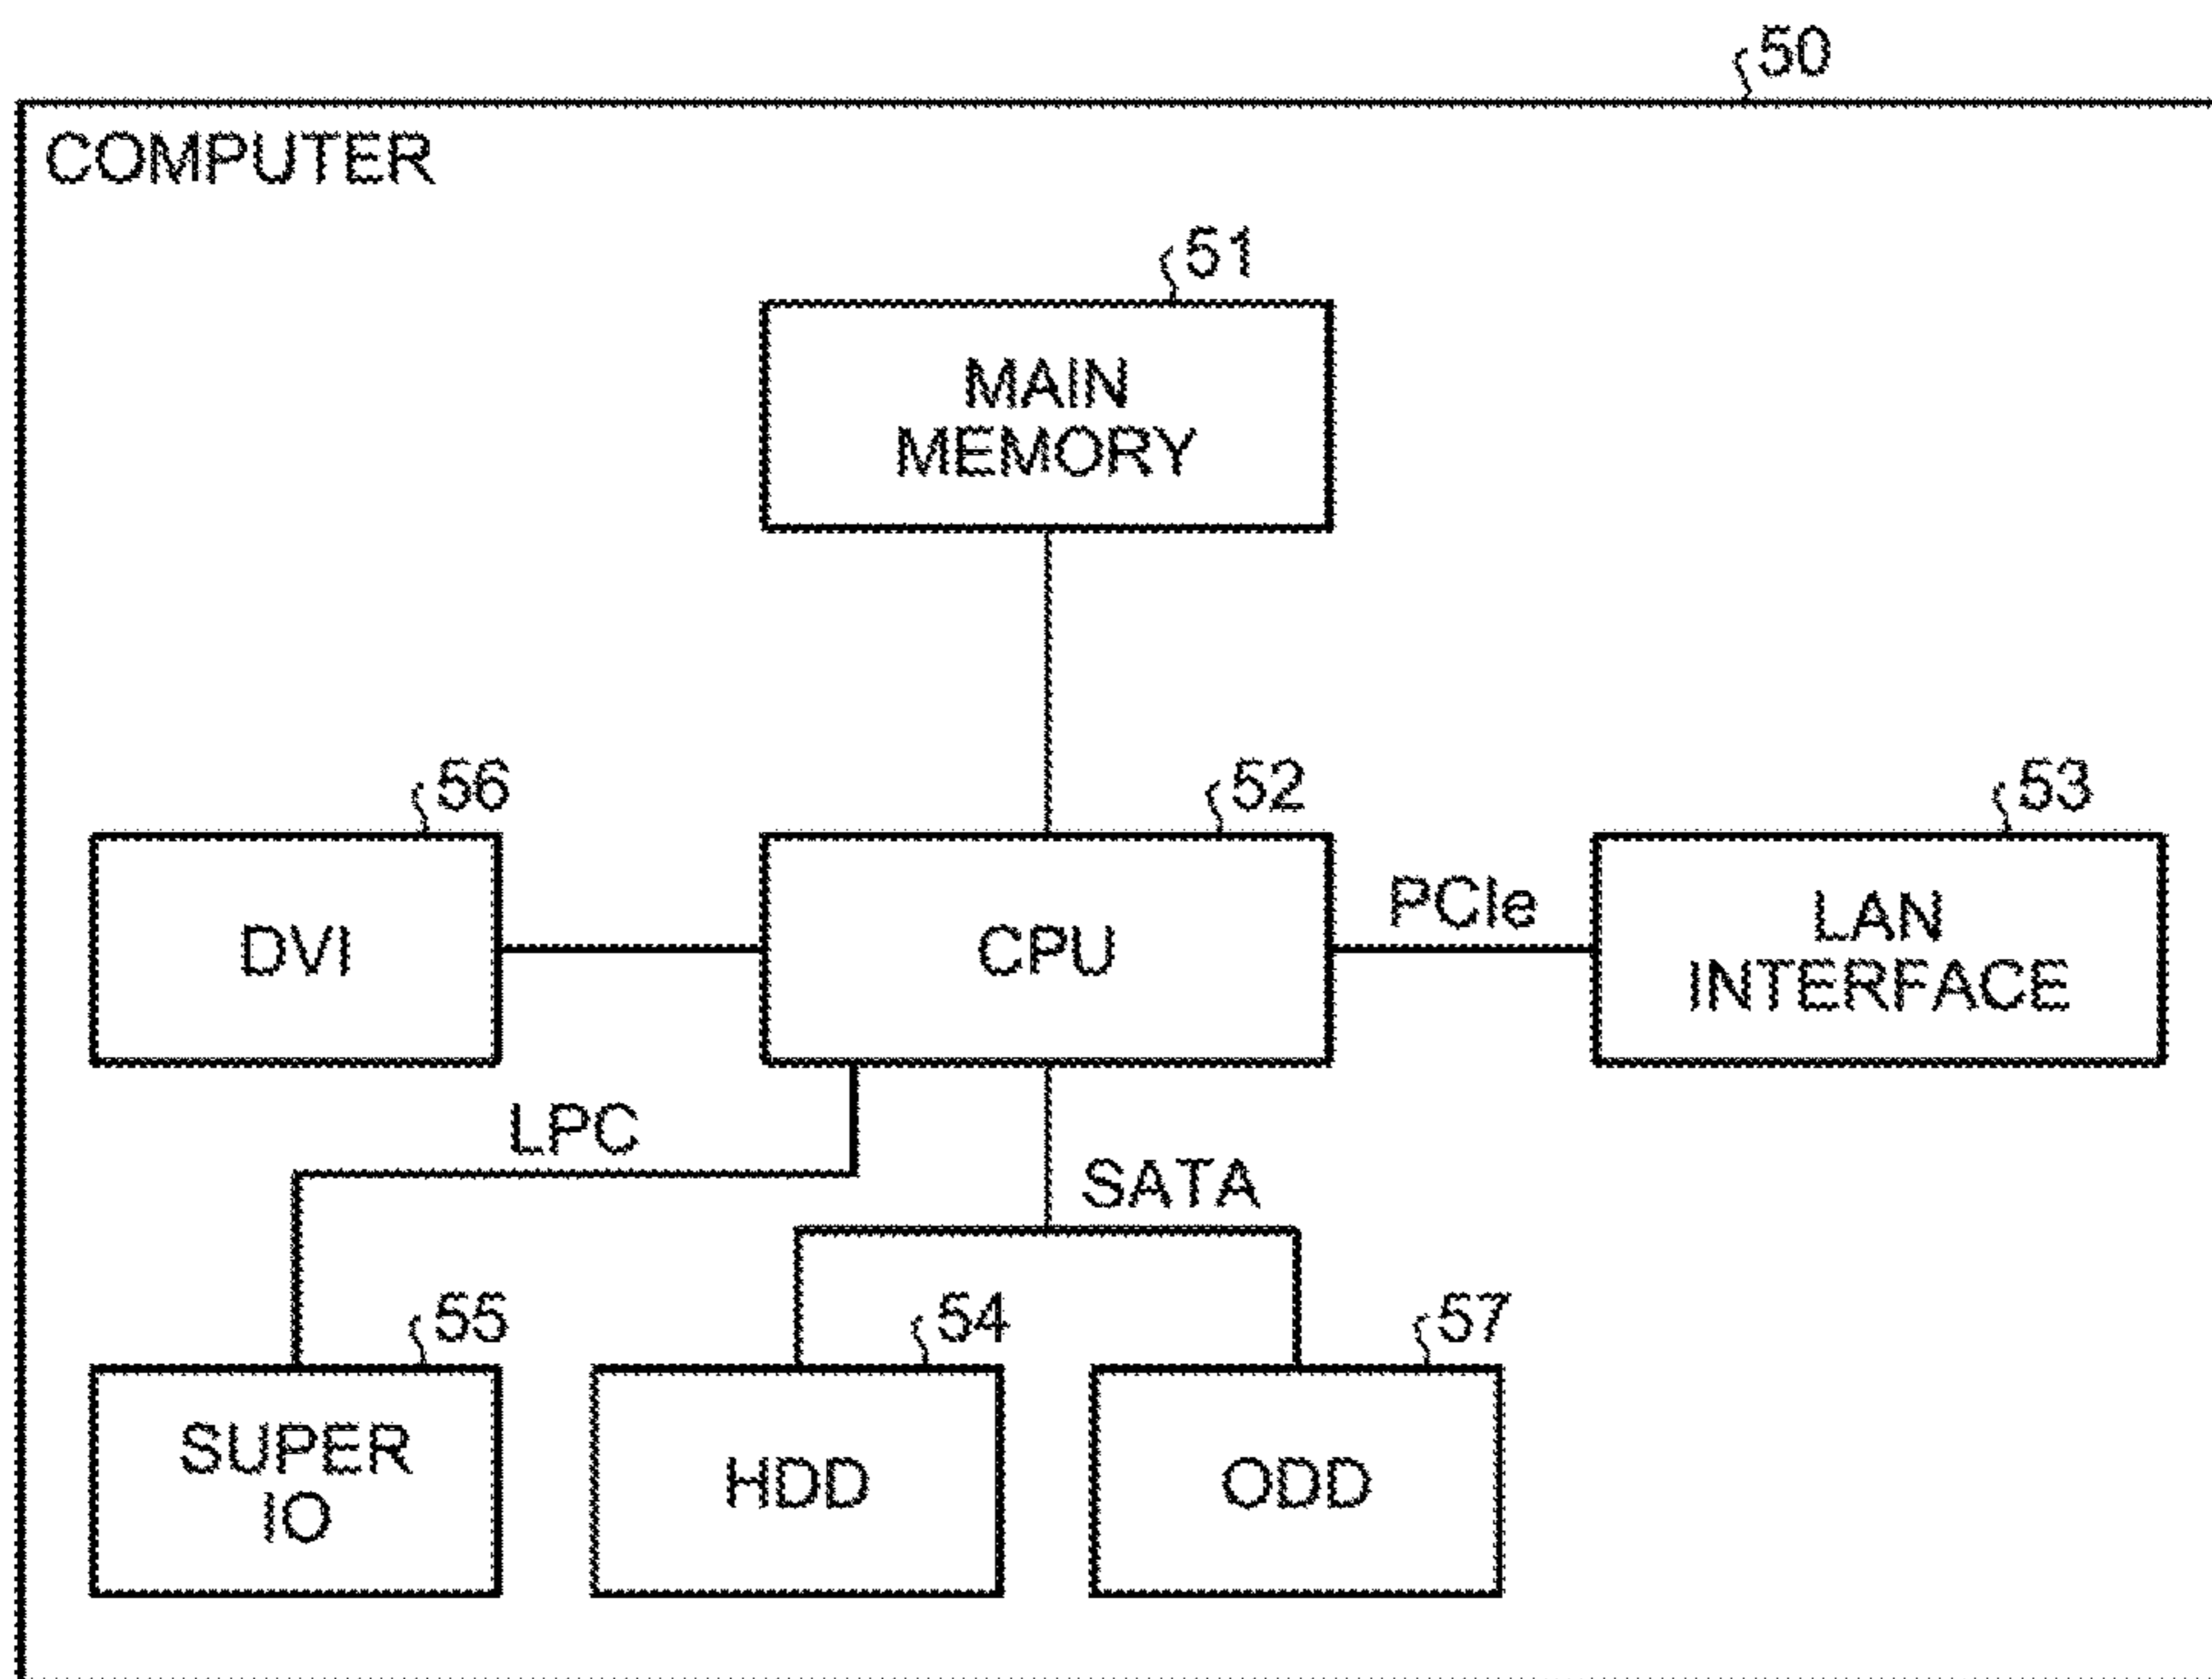 50
COMPUTER
51
MAIN
MEMORY
56
52
53
DVI
CPU
PCIe
LAN
INTERFACE
LPC
SATA
55
54
57
SUPER
IO
HDD
ODD